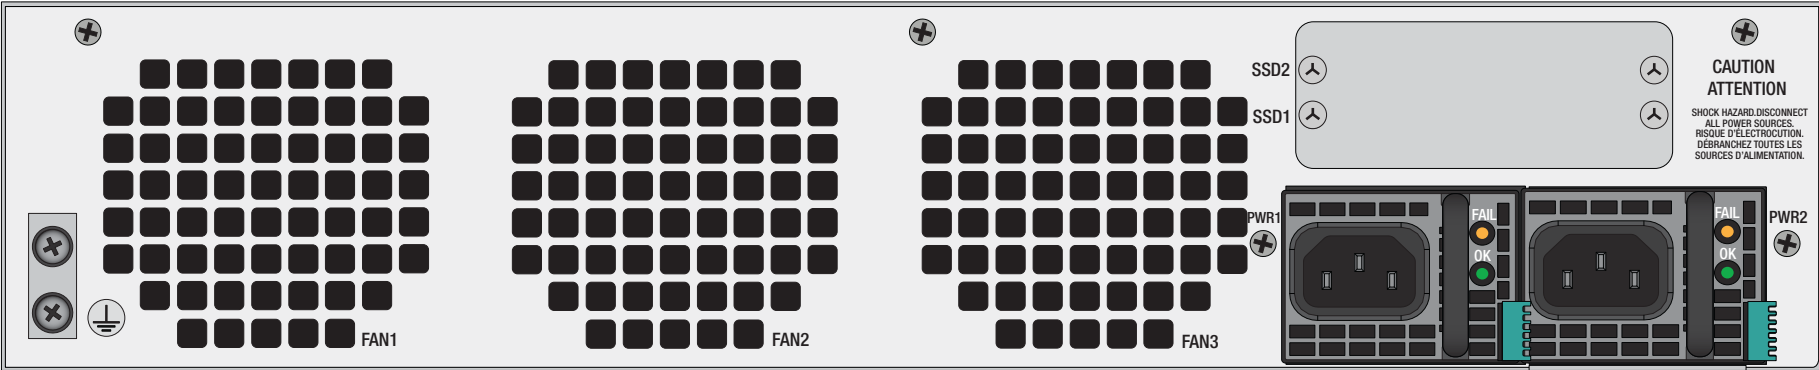 SSD2
SSD1
CAUTION
ATTENTION
SHOCK HAZARD.DISCONNECT
ALL POWER SOURCES.
RISQUE D'ÉLECTROCUTION.
DÉBRANCHEZ TOUTES LES
SOURCES D'ALIMENTATION.
PWR1
FAIL
OK
FAIL
OK
PWR2
FAN1
FAN2
FAN3